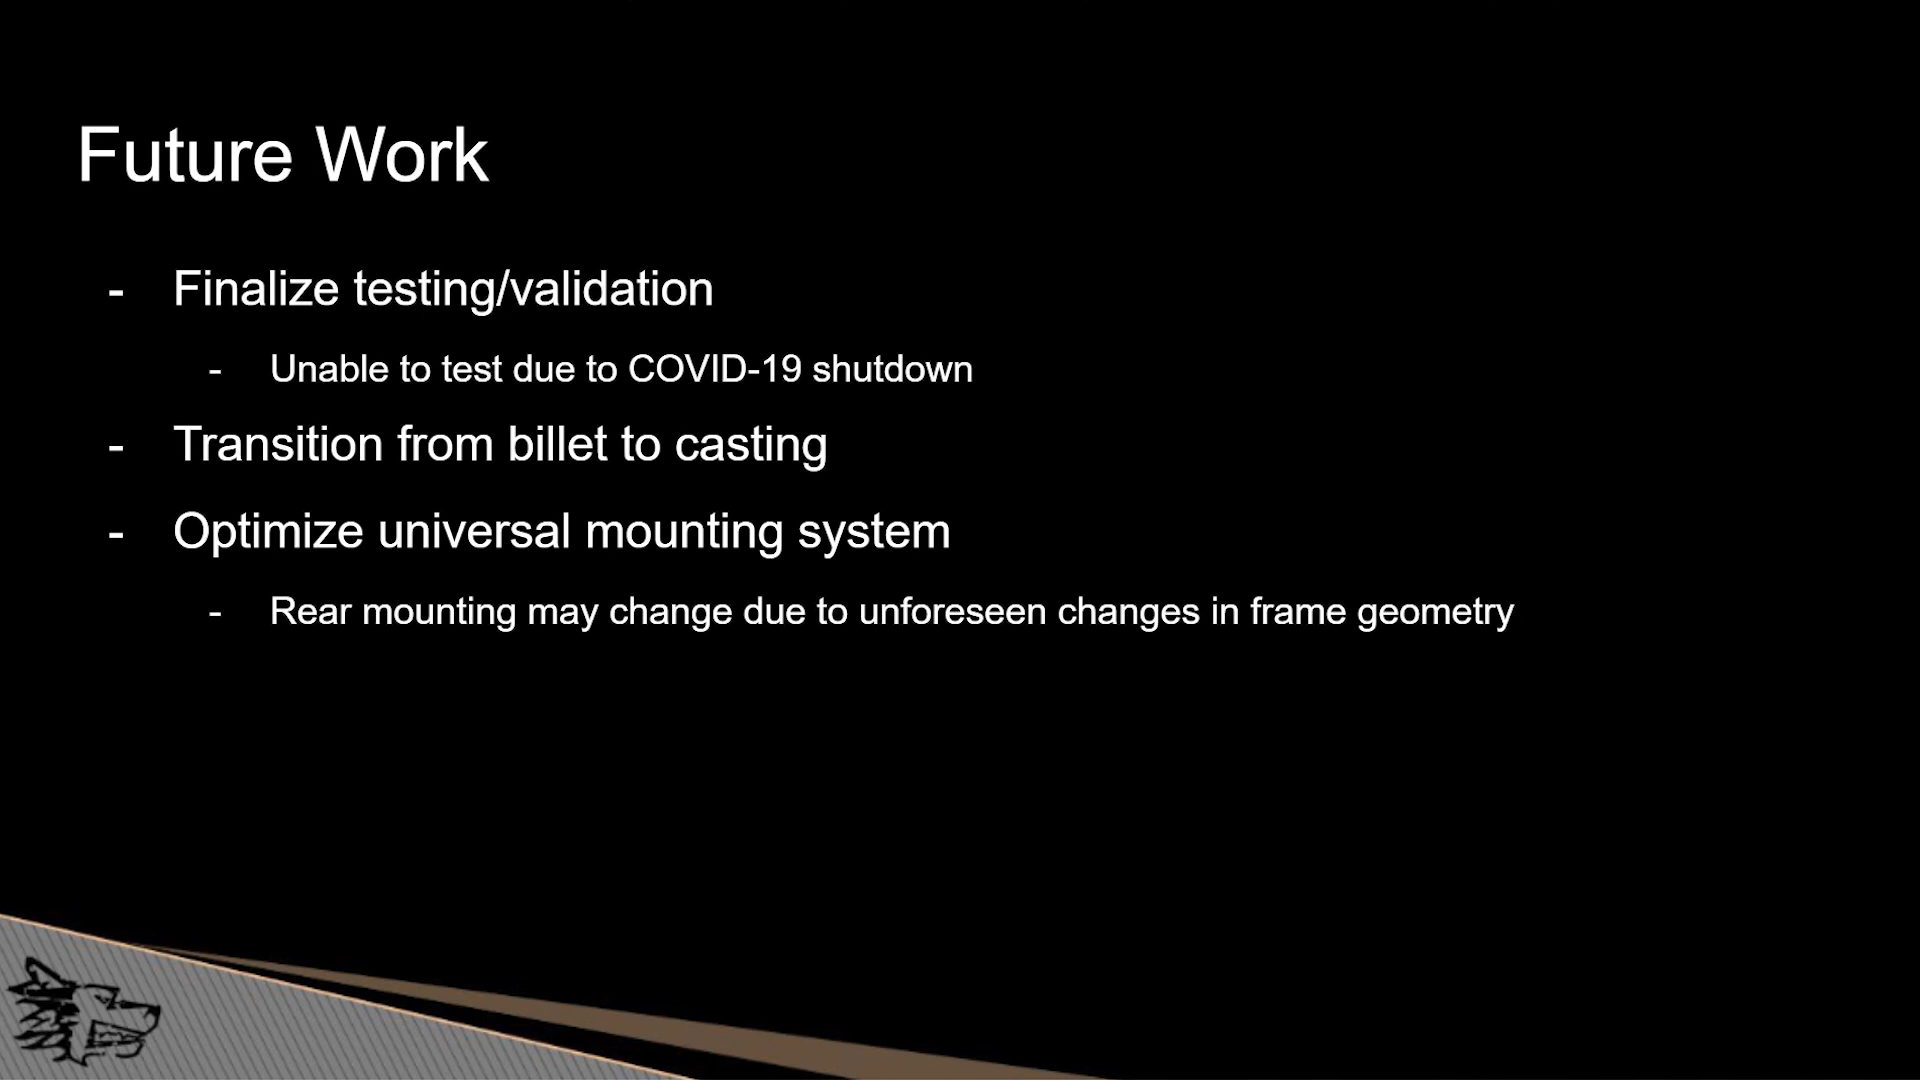 Future Work
- Finalize testing/validation
- Unable to test due to COVID-19 shutdown
- Transition from billet to casting
- Optimize universal mounting system
- Rear mounting may change due to unforeseen changes in frame geometry